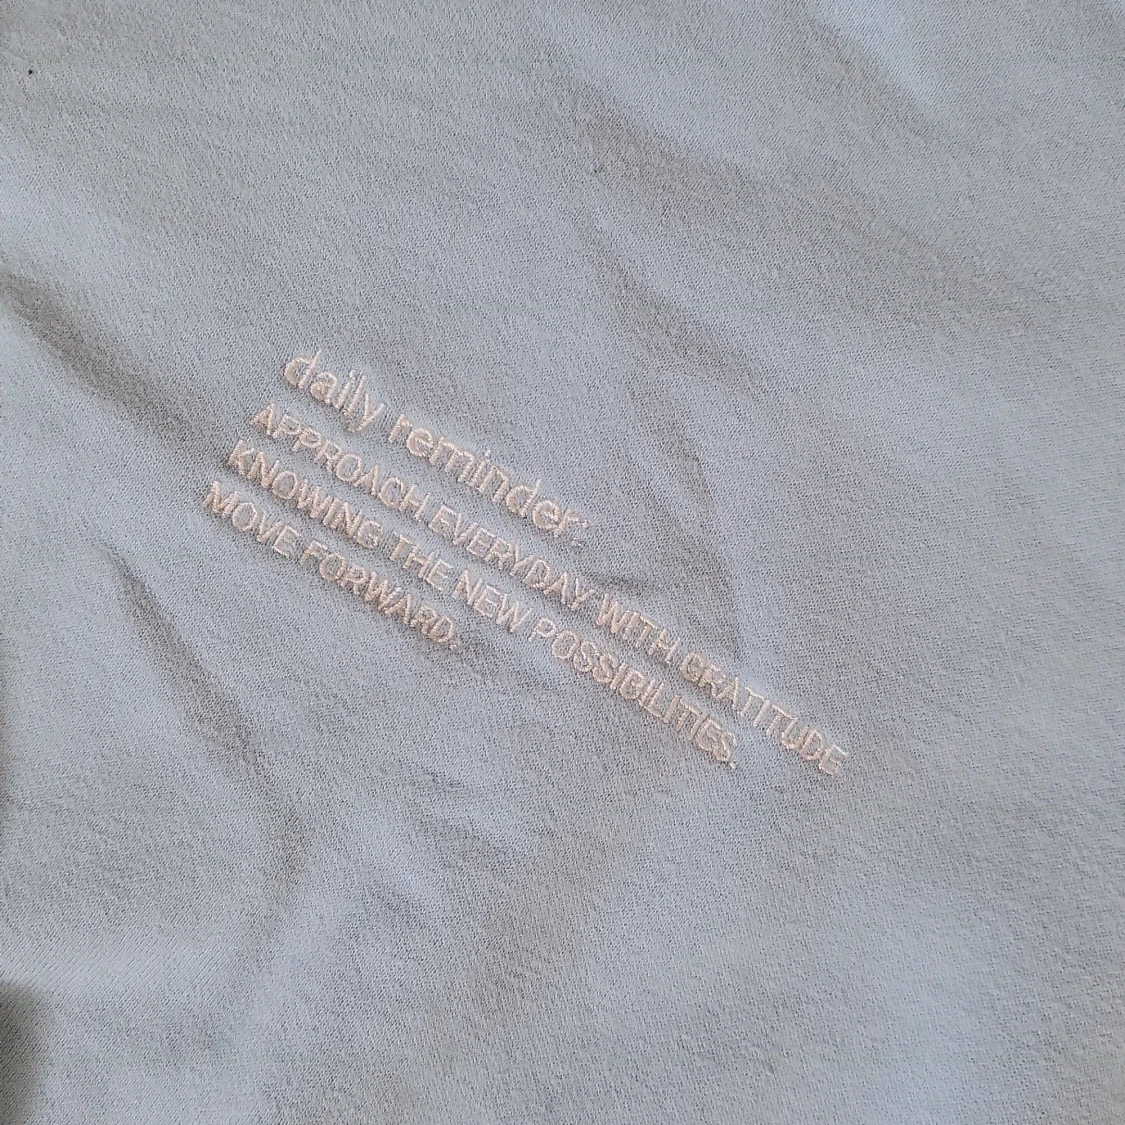 daily reminder:
APPROACH EVERYDAY WITH GRATITUDE
KNOWING THE NEW POSSIBILITIES.
MOVE FORWARD.